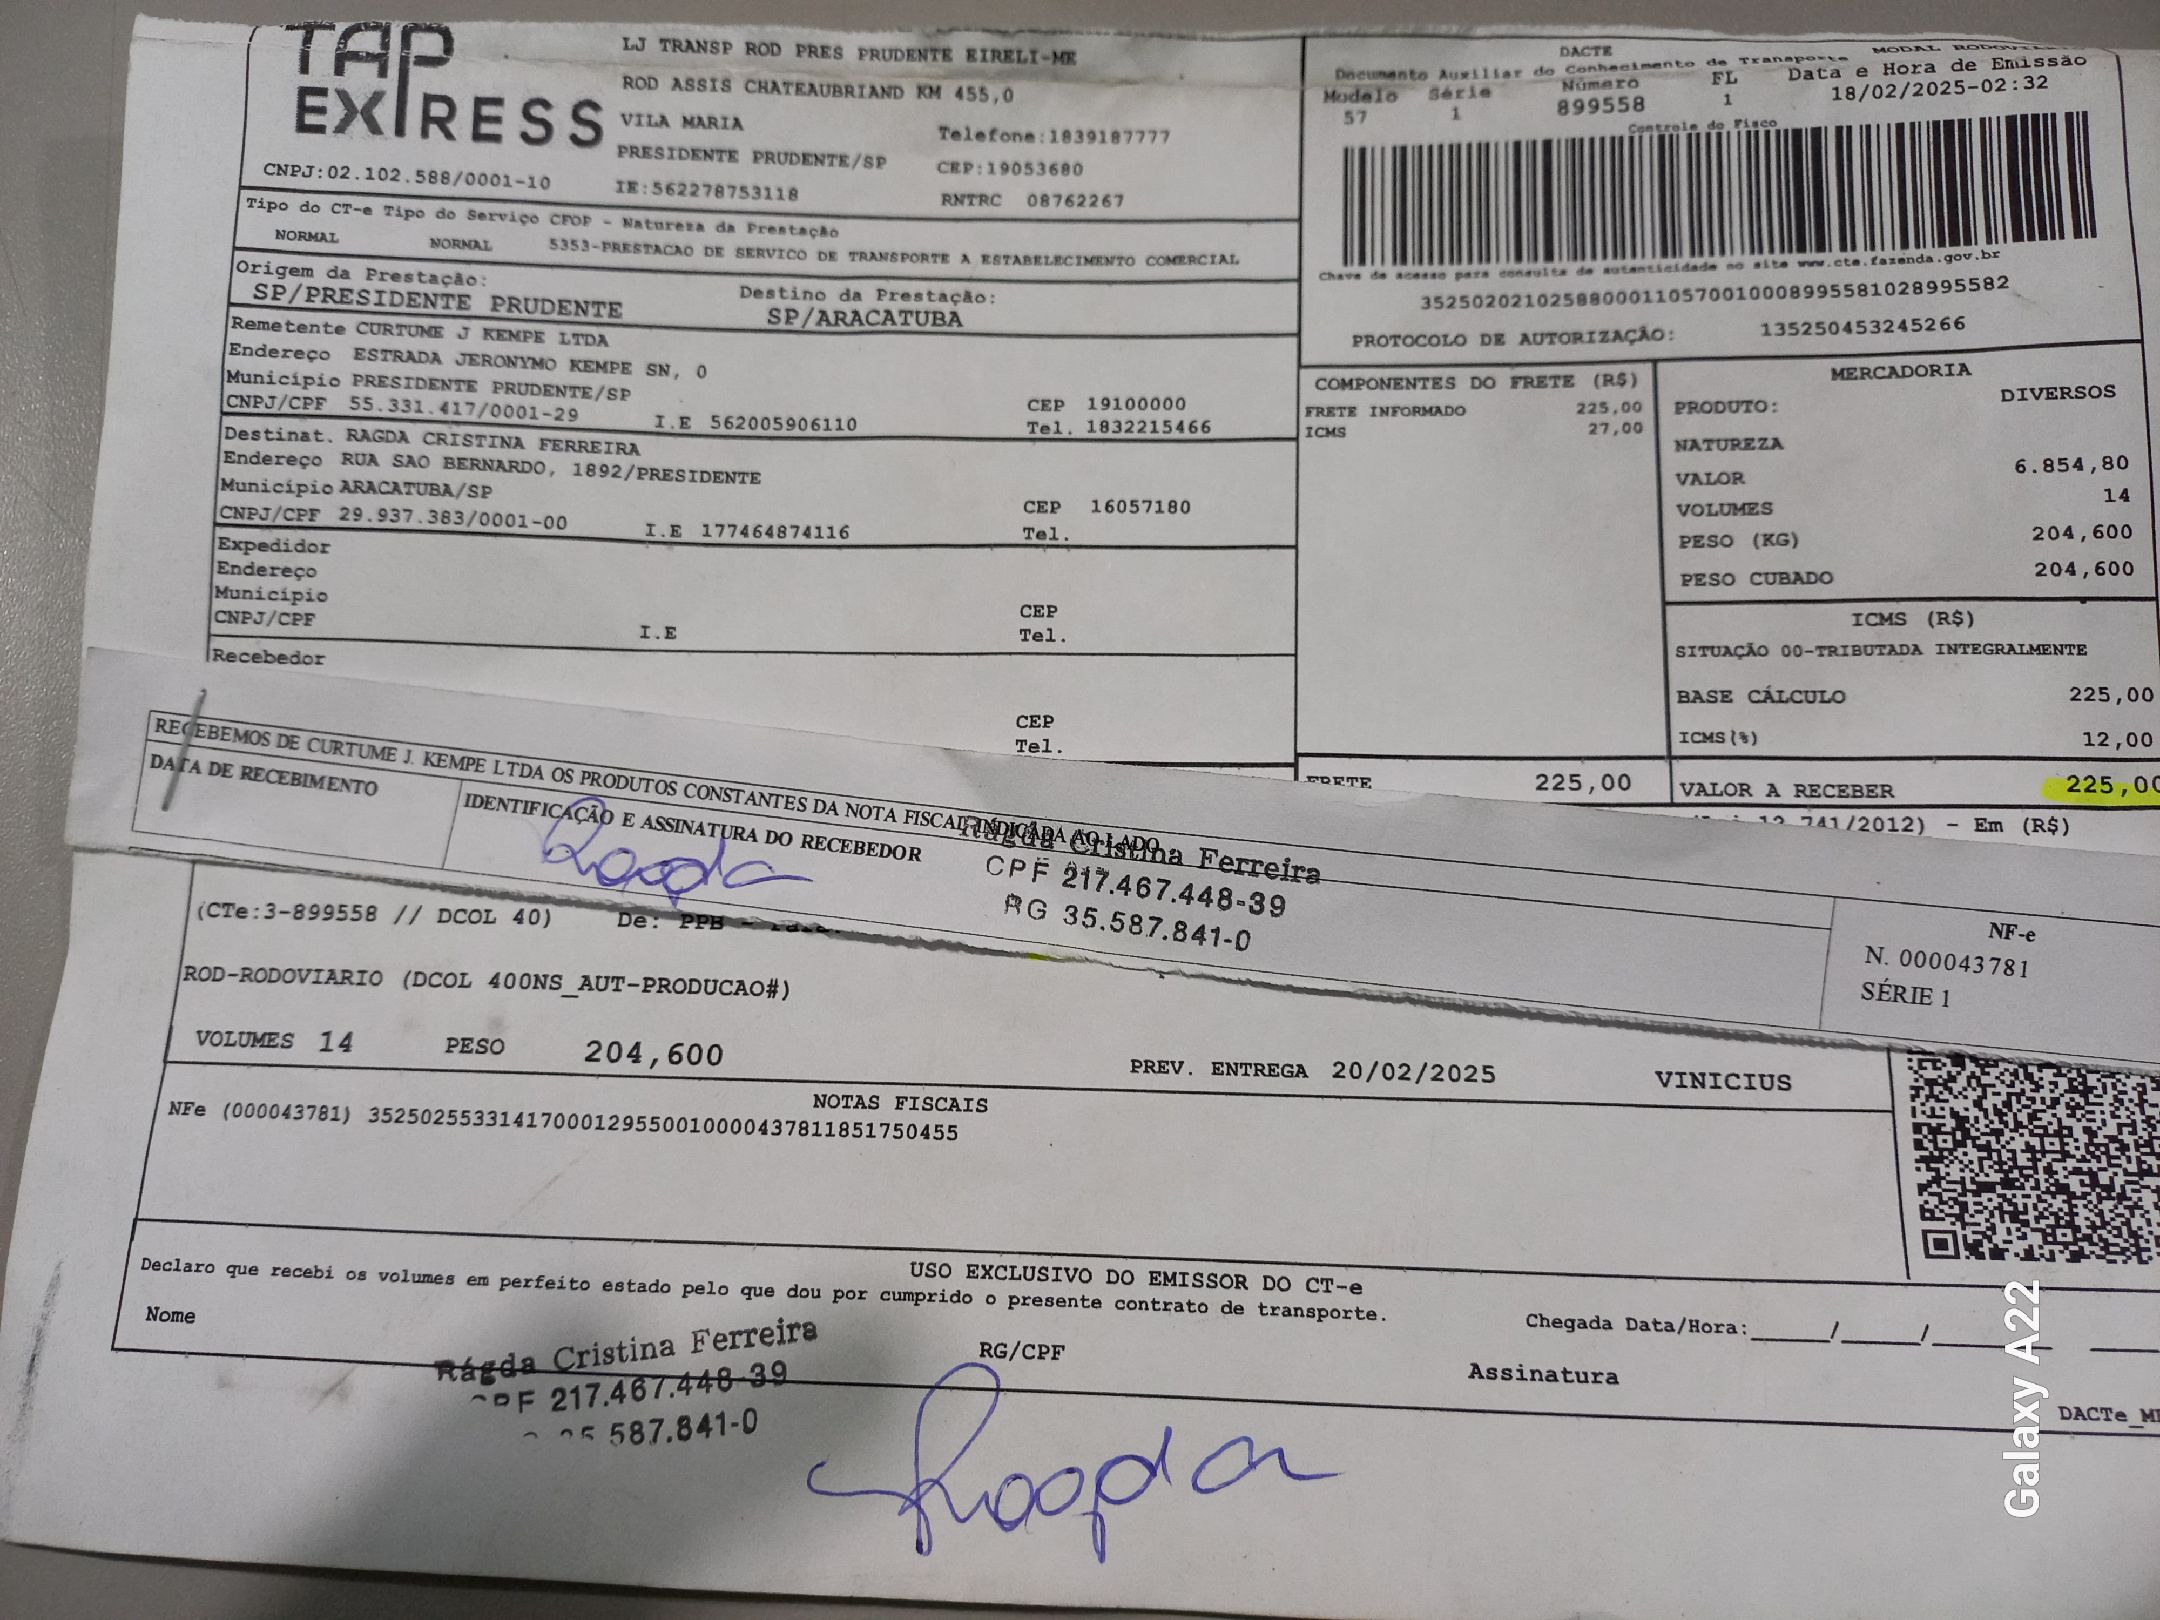 TAP
EXPRESS
CNPJ:02.102.588/0001-10
LJ TRANSP ROD PRES PRUDENTE EIRELI-ME
ROD ASSIS CHATEAUBRIAND KM 455,0
VILA MARIA
Telefone:1839187777
PRESIDENTE PRUDENTE/SP
CEP:19053680
IE:562278753118
RNTRC 08762267
DACTE
MODAL RODOVIARIO
Documento Auxiliar do Conhecimento de Transporte
Modelo Série Número FL Data e Hora de Emissão
57 1 899558 1 18/02/2025-02:32
Controle do Fisco
Chave de acesso para consulta de autenticidade no site www.cte.fazenda.gov.br
35250202102588000110570010008995581028995582
PROTOCOLO DE AUTORIZAÇÃO: 135250453245266
Tipo do CT-e Tipo do Serviço CFOP - Natureza da Prestação
NORMAL NORMAL 5353-PRESTACAO DE SERVICO DE TRANSPORTE A ESTABELECIMENTO COMERCIAL
Origem da Prestação: Destino da Prestação:
SP/PRESIDENTE PRUDENTE SP/ARACATUBA
Remetente CURTUME J KEMPE LTDA
Endereço ESTRADA JERONYMO KEMPE SN, 0
Município PRESIDENTE PRUDENTE/SP CEP 19100000
CNPJ/CPF 55.331.417/0001-29 I.E 562005906110 Tel. 1832215466
Destinat. RAGDA CRISTINA FERREIRA
Endereço RUA SAO BERNARDO, 1892/PRESIDENTE
Município ARACATUBA/SP CEP 16057180
CNPJ/CPF 29.937.383/0001-00 I.E 177464874116 Tel.
Expedidor
Endereço
Município CEP
CNPJ/CPF I.E Tel.
Recebedor
CEP
Tel.
COMPONENTES DO FRETE (R$)
FRETE INFORMADO 225,00
ICMS 27,00
FRETE 225,00
MERCADORIA
PRODUTO: DIVERSOS
NATUREZA
VALOR 6.854,80
VOLUMES 14
PESO (KG) 204,600
PESO CUBADO 204,600
ICMS (R$)
SITUAÇÃO 00-TRIBUTADA INTEGRALMENTE
BASE CÁLCULO 225,00
ICMS(%) 12,00
VALOR A RECEBER 225,00
12.741/2012) - Em (R$)
RECEBEMOS DE CURTUME J. KEMPE LTDA OS PRODUTOS CONSTANTES DA NOTA FISCAL INDICADA AO LADO
DATA DE RECEBIMENTO
IDENTIFICAÇÃO E ASSINATURA DO RECEBEDOR
Ragda
Rágda Cristina Ferreira
CPF 217.467.448-39
RG 35.587.841-0
NF-e
N. 000043781
SÉRIE 1
(CTe:3-899558 // DCOL 40) De: PPB -
ROD-RODOVIARIO (DCOL 400NS_AUT-PRODUCAO#)
VOLUMES 14 PESO 204,600 PREV. ENTREGA 20/02/2025 VINICIUS
NOTAS FISCAIS
NFe (000043781) 35250255331417000129550010000437811851750455
USO EXCLUSIVO DO EMISSOR DO CT-e
Declaro que recebi os volumes em perfeito estado pelo que dou por cumprido o presente contrato de transporte.
Nome RG/CPF Assinatura Chegada Data/Hora:_____/_____/_____
Rágda Cristina Ferreira
CPF 217.467.448-39
35.587.841-0
Ragda
DACTe_M
Galaxy A22